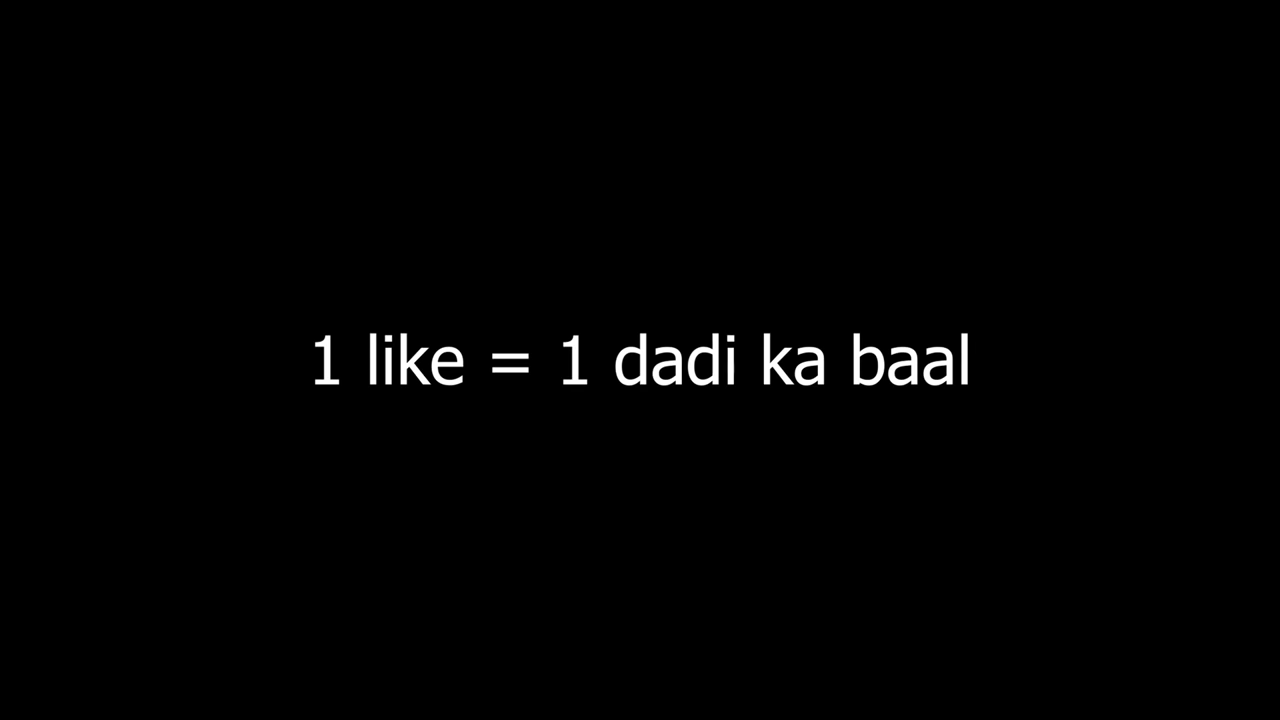 1 like = 1 dadi ka baal